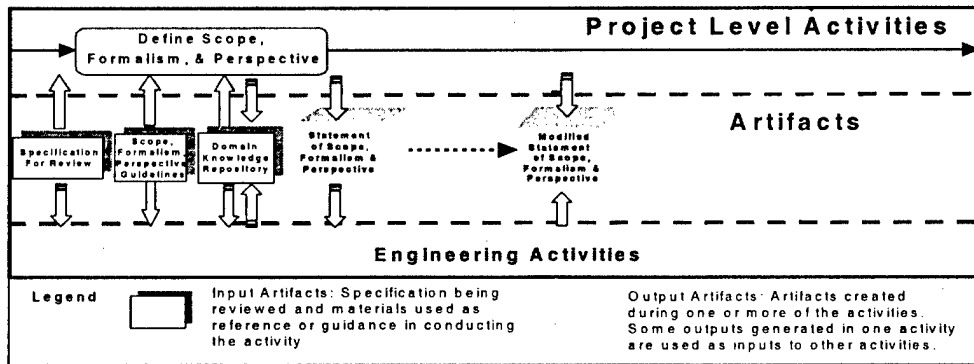 Project Level Activities
Define Scope,
Formalism, & Perspective
Artifacts
Specification
For Review
Scope,
Formalism,
Perspective
Guidelines
Domain
Knowledge
Repository
Statement
of Scope,
Formalism &
Perspective
Modified
Statement
of Scope,
Formalism &
Perspective
Engineering Activities
Legend
Input Artifacts: Specification being
reviewed and materials used as
reference or guidance in conducting
the activity
Output Artifacts: Artifacts created
during one or more of the activities.
Some outputs generated in one activity
are used as inputs to other activities.